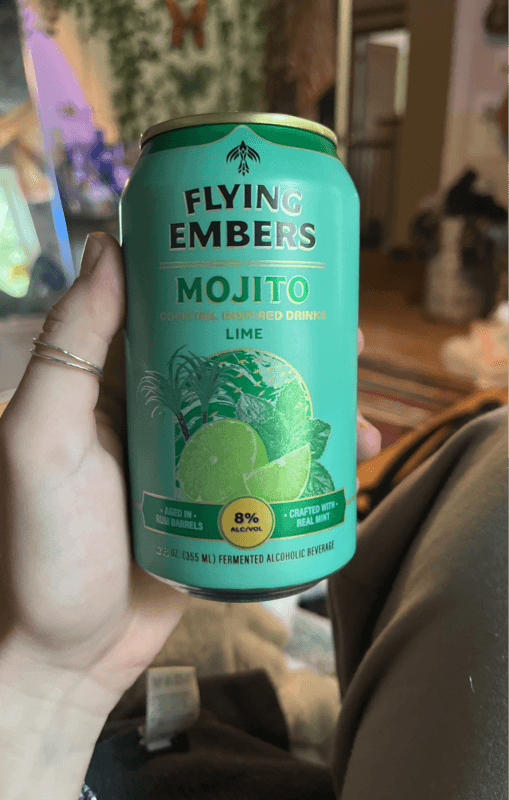 FLYING
EMBERS
MOJITO
COCKTAIL INSPIRED DRINKS
LIME
• AGED IN •
RUM BARRELS
8%
ALC/VOL
• CRAFTED WITH •
REAL MINT
12 OZ. (355 ML) FERMENTED ALCOHOLIC BEVERAGE